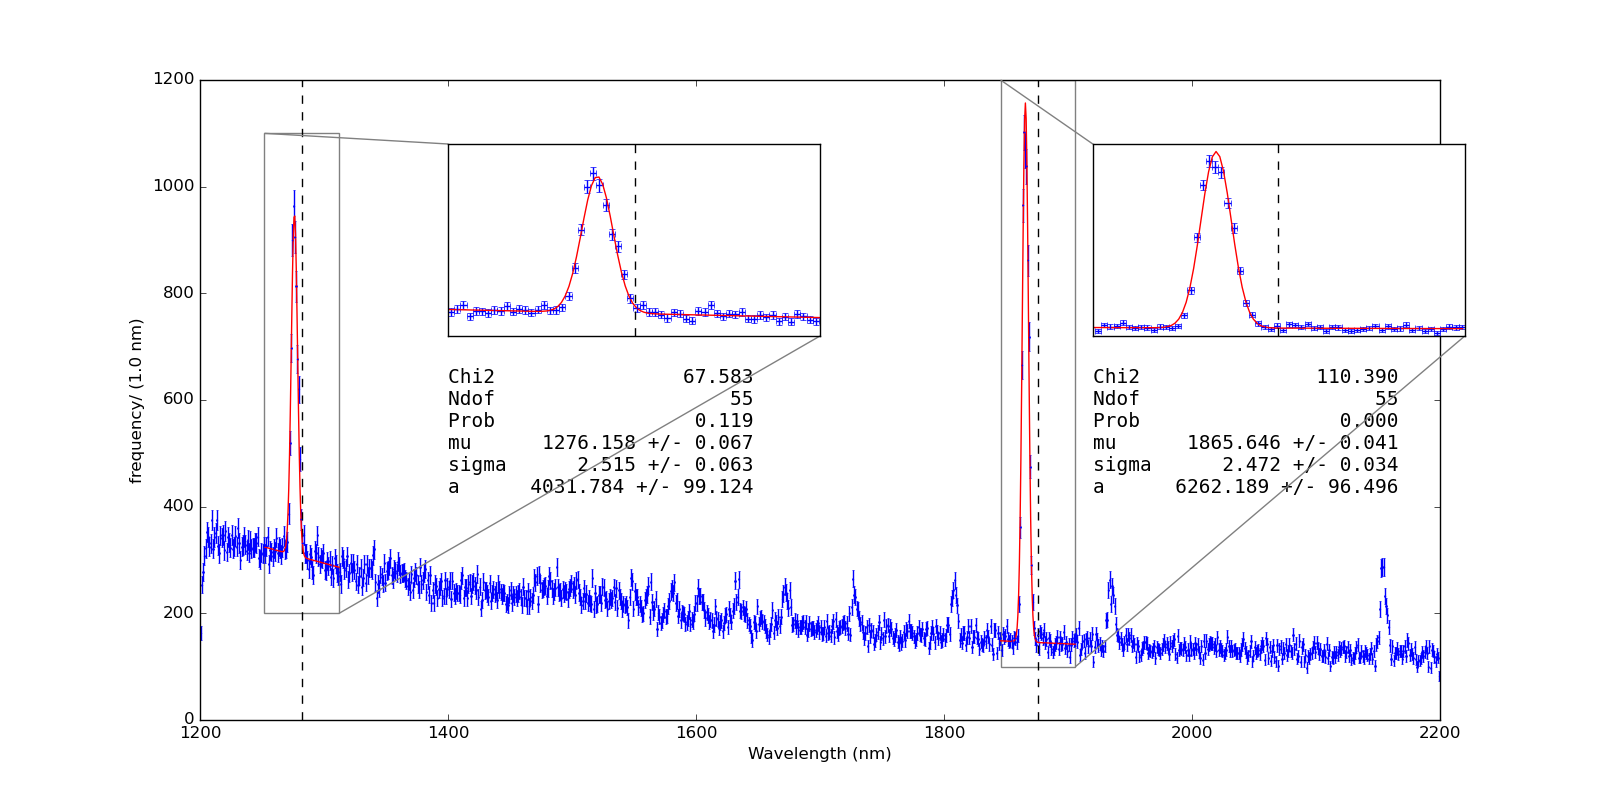 1200
1000
800
600
400
200
0
frequency/ (1.0 nm)
Chi2 67.583
Ndof 55
Prob 0.119
mu 1276.158 +/- 0.067
sigma 2.515 +/- 0.063
a 4031.784 +/- 99.124
Chi2 110.390
Ndof 55
Prob 0.000
mu 1865.646 +/- 0.041
sigma 2.472 +/- 0.034
a 6262.189 +/- 96.496
1200 1400 1600 1800 2000 2200
Wavelength (nm)